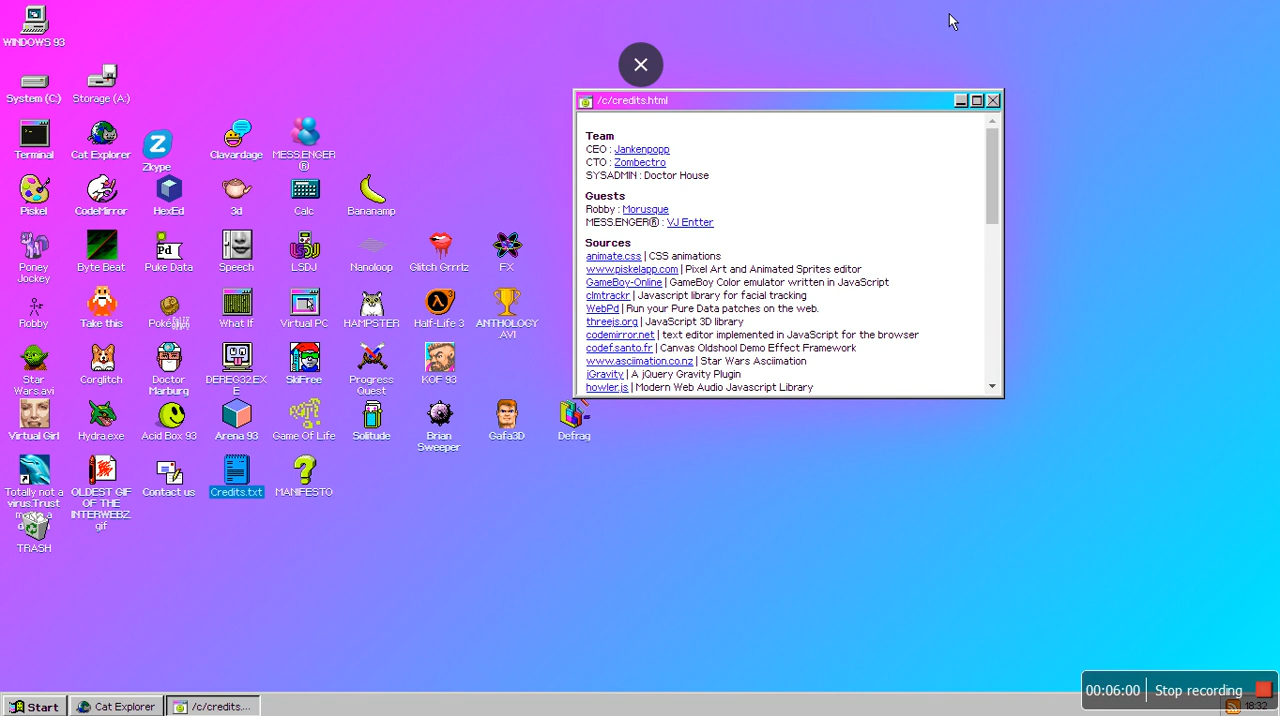 WINDOWS 93
System (C:)
Storage (A:)
Terminal
Cat Explorer
Zkype
Clavardage
MESS.ENGER
®
Piskel
CodeMirror
HexEd
3d
Calc
Bananamp
Poney
Jockey
Byte Beat
Puke Data
Speech
LSDJ
Nanoloop
Glitch Grrrlz
FX
Robby
Take this
What If
Virtual PC
HAMPSTER
Half-Life 3
ANTHOLOGY
.AVI
Star
Wars.avi
Corglitch
Doctor
Marburg
DEREG32.EX
E
SkiFree
Progress
Quest
KOF 93
Virtual Girl
Hydra.exe
Acid Box 93
Arena 93
Game Of Life
Solitude
Brian
Sweeper
Gafa3D
Defrag
Totally not a
virus.Trust
OLDEST GIF
OF THE
INTERWEBZ.
gif
Contact us
Credits.txt
MANIFESTO
TRASH
/c/credits.html
Team
CEO : Jankenpopp
CTO : Zombectro
SYSADMIN : Doctor House
Guests
Robby : Morusque
MESS.ENGER® : VJ Entter
Sources
animate.css | CSS animations
www.piskelapp.com | Pixel Art and Animated Sprites editor
GameBoy-Online | GameBoy Color emulator written in JavaScript
clmtrackr | Javascript library for facial tracking
WebPd | Run your Pure Data patches on the web.
threejs.org | JavaScript 3D library
codemirror.net | text editor implemented in JavaScript for the browser
codef.santo.fr | Canvas Oldshool Demo Effect Framework
www.asciimation.co.nz | Star Wars Asciimation
jGravity | A jQuery Gravity Plugin
howler.js | Modern Web Audio Javascript Library
Start
Cat Explorer
/c/credits....
00:06:00
Stop recording
18:32